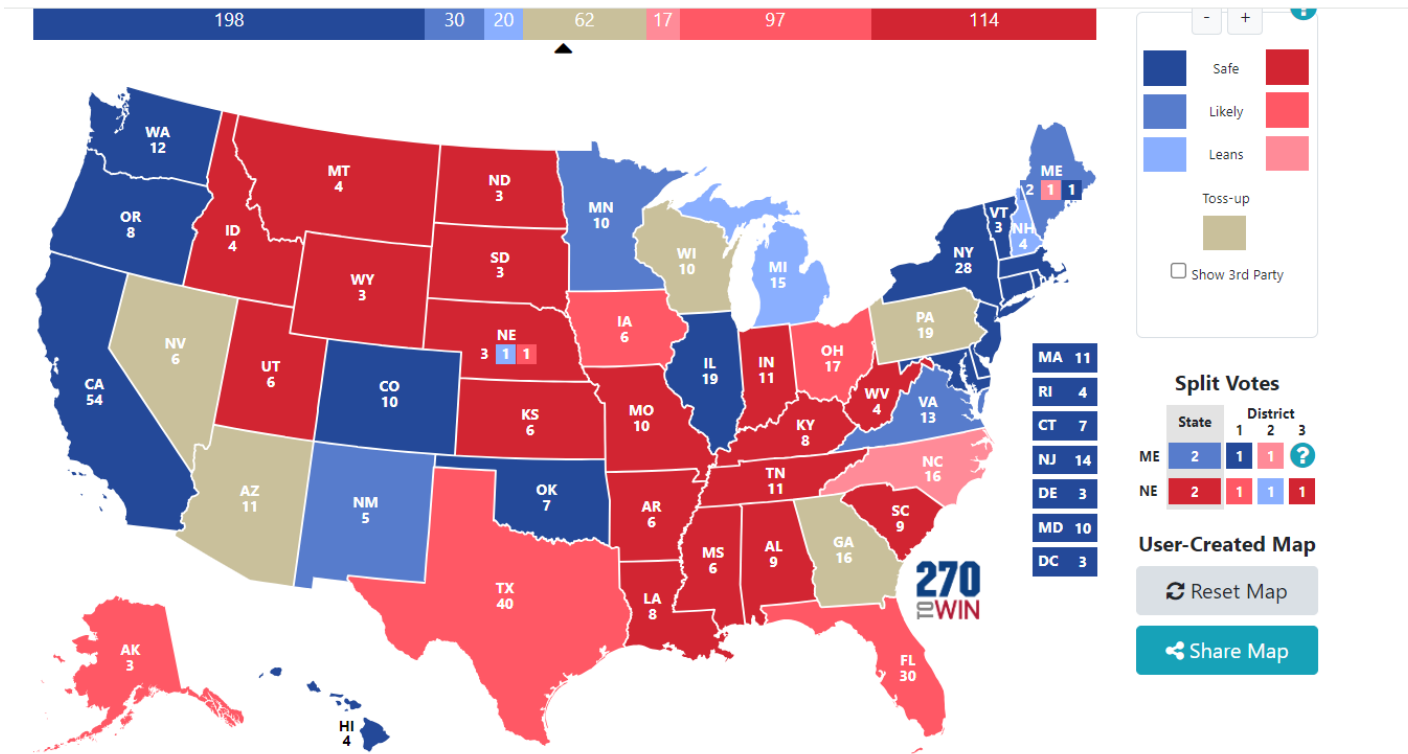 198 30 20 62 17 97 114
- + ?
Safe
Likely
Leans
Toss-up
Show 3rd Party
WA
12
OR
8
CA
54
NV
6
ID
4
MT
4
WY
3
UT
6
AZ
11
CO
10
NM
5
ND
3
SD
3
NE
3 1 1
KS
6
OK
7
TX
40
MN
10
IA
6
MO
10
AR
6
LA
8
WI
10
IL
19
MI
15
IN
11
OH
17
KY
8
TN
11
MS
6
AL
9
GA
16
FL
30
SC
9
NC
16
VA
13
WV
4
PA
19
NY
28
VT
3
NH
4
ME
2 1 1
AK
3
HI
4
MA 11
RI 4
CT 7
NJ 14
DE 3
MD 10
DC 3
270
TO WIN
Split Votes
State District
1 2 3
ME 2 1 1 ?
NE 2 1 1 1
User-Created Map
Reset Map
Share Map